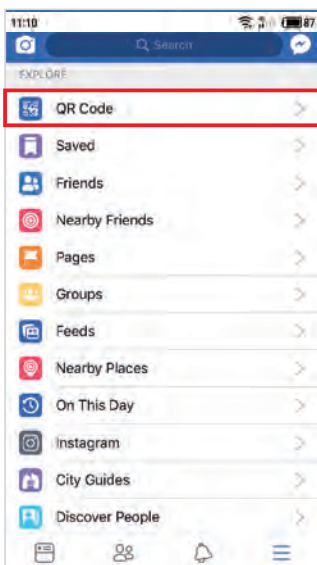 11:10
87
Search
EXPLORE
QR Code
Saved
Friends
Nearby Friends
Pages
Groups
Feeds
Nearby Places
On This Day
Instagram
City Guides
Discover People